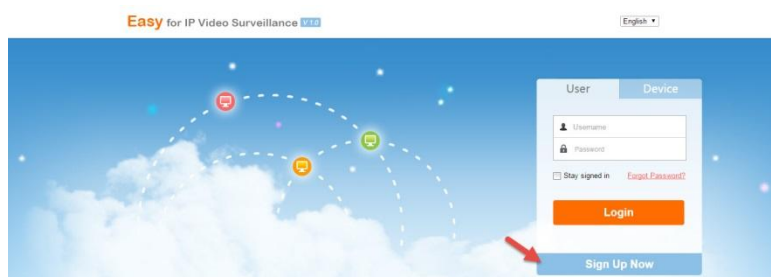 Easy for IP Video Surveillance V 1.0
English
User Device
Username
Password
Stay signed in Forgot Password?
Login
Sign Up Now